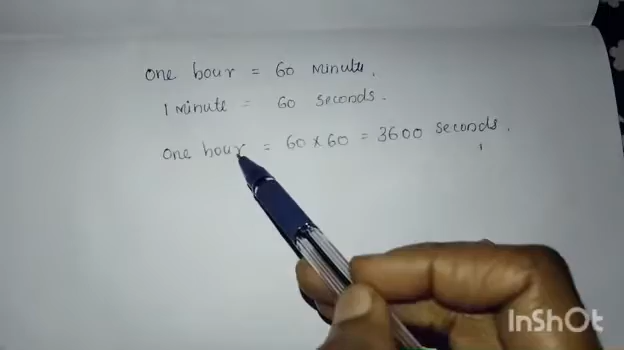 One hour = 60 Minute.
1 Minute = 60 seconds.
One hour = 60 × 60 = 3600 seconds.
InShOt